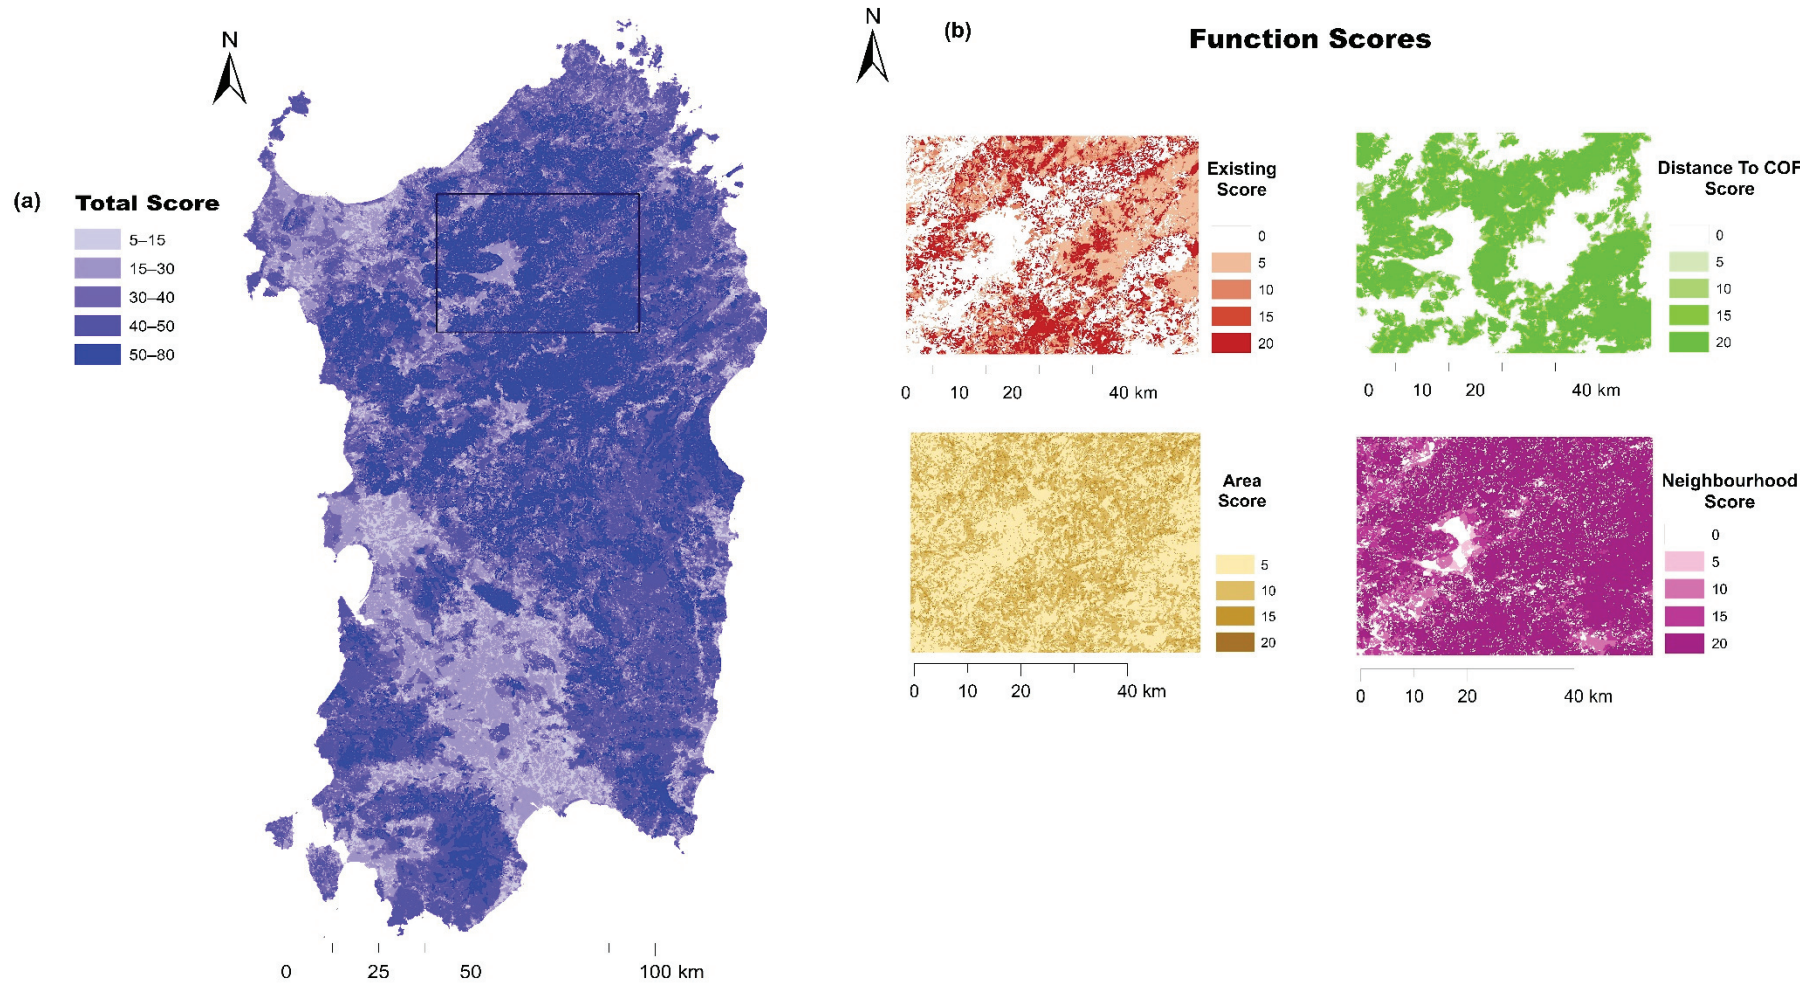 N
(a)
Total Score
5–15
15–30
30–40
40–50
50–80
0 25 50 100 km
N
(b)
Function Scores
Existing
Score
0
5
10
15
20
0 10 20 40 km
Distance To COF
Score
0
5
10
15
20
0 10 20 40 km
Area
Score
5
10
15
20
0 10 20 40 km
Neighbourhood
Score
0
5
10
15
20
0 10 20 40 km